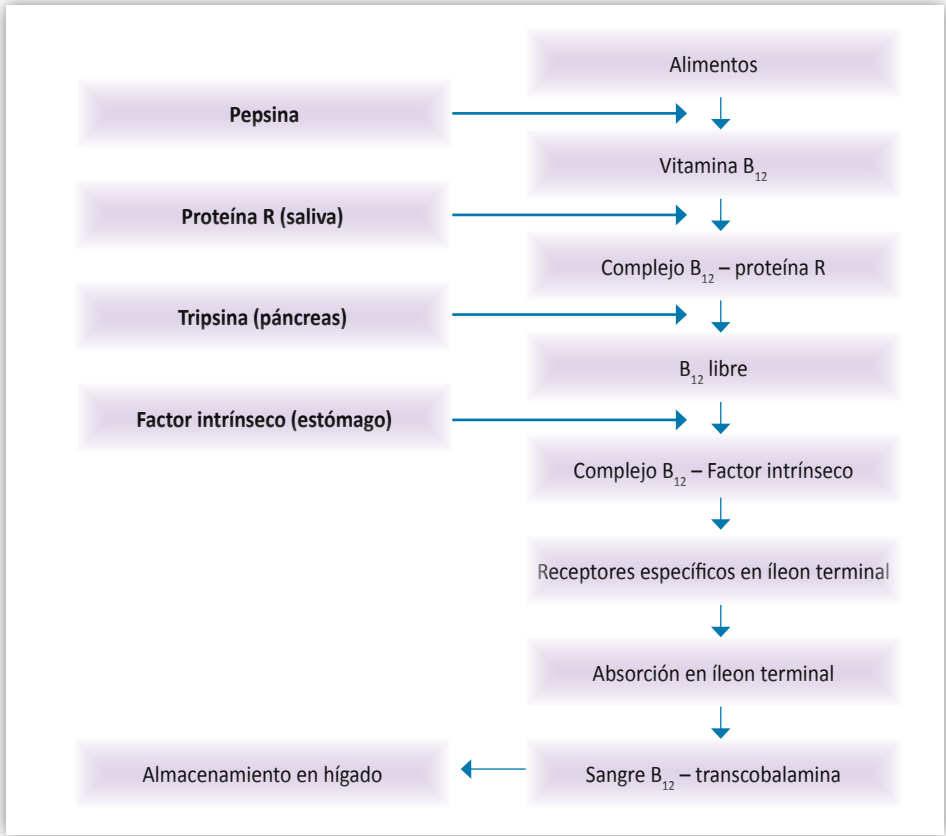 Alimentos
Pepsina
Vitamina B₁₂
Proteína R (saliva)
Complejo B₁₂ – proteína R
Tripsina (páncreas)
B₁₂ libre
Factor intrínseco (estómago)
Complejo B₁₂ – Factor intrínseco
Receptores específicos en íleon terminal
Absorción en íleon terminal
Almacenamiento en hígado
Sangre B₁₂ – transcobalamina